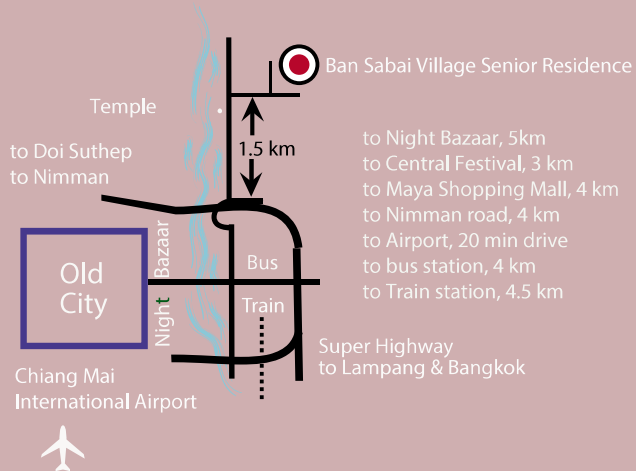 Ban Sabai Village Senior Residence
Temple
1.5 km
to Doi Suthep
to Nimman
to Night Bazaar, 5km
to Central Festival, 3 km
to Maya Shopping Mall, 4 km
to Nimman road, 4 km
to Airport, 20 min drive
to bus station, 4 km
to Train station, 4.5 km
Old
City
Night Bazaar
Bus
Train
Super Highway
to Lampang & Bangkok
Chiang Mai
International Airport